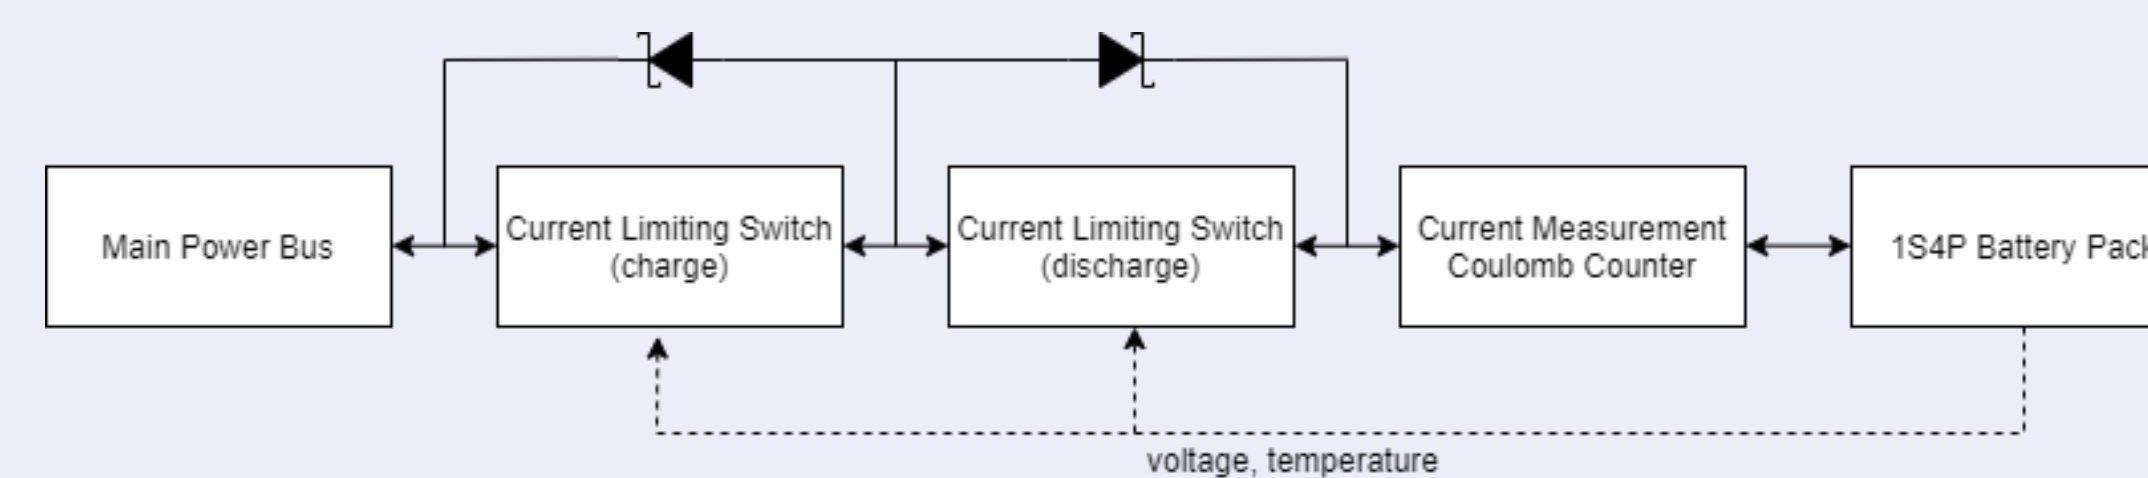 Main Power Bus
Current Limiting Switch
(charge)
Current Limiting Switch
(discharge)
Current Measurement
Coulomb Counter
1S4P Battery Pack
voltage, temperature